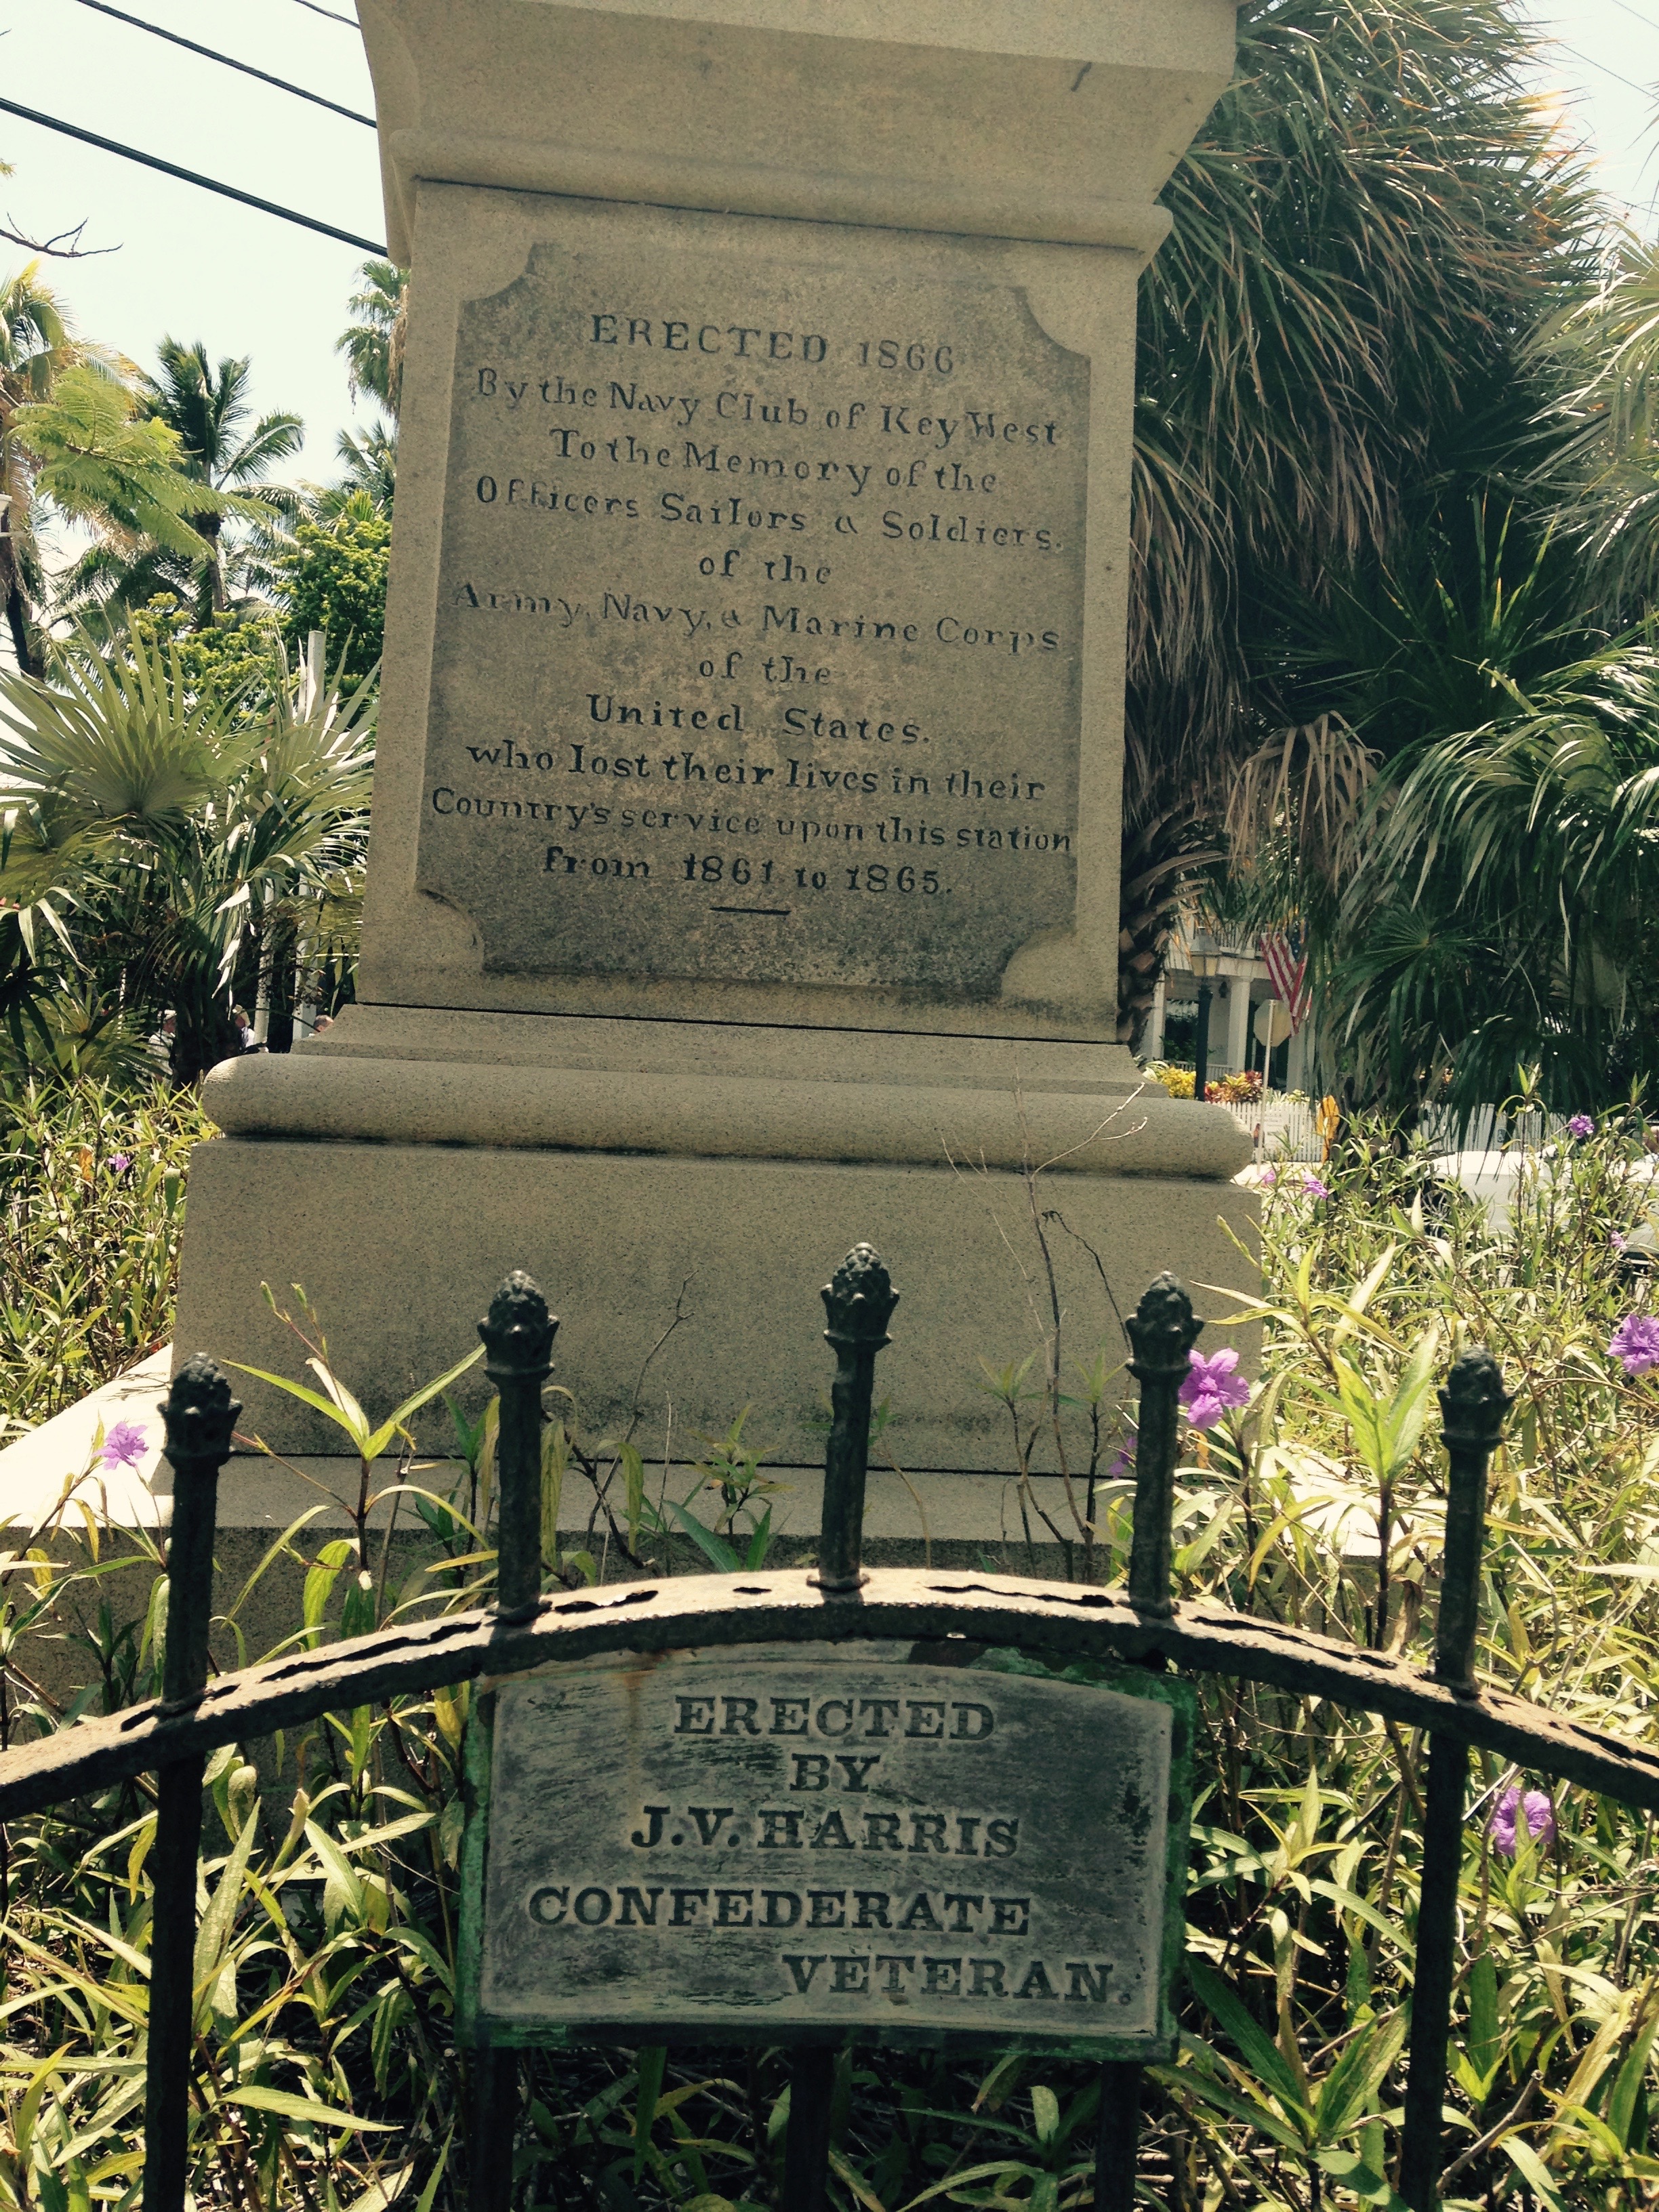 ERECTED 1866
By the Navy Club of Key West
To the Memory of the
Officers Sailors & Soldiers.
of the
Army, Navy, & Marine Corps
of the
United States.
who lost their lives in their
Country's service upon this station
from 1861 to 1865.
ERECTED
BY
J.V. HARRIS
CONFEDERATE
VETERAN.